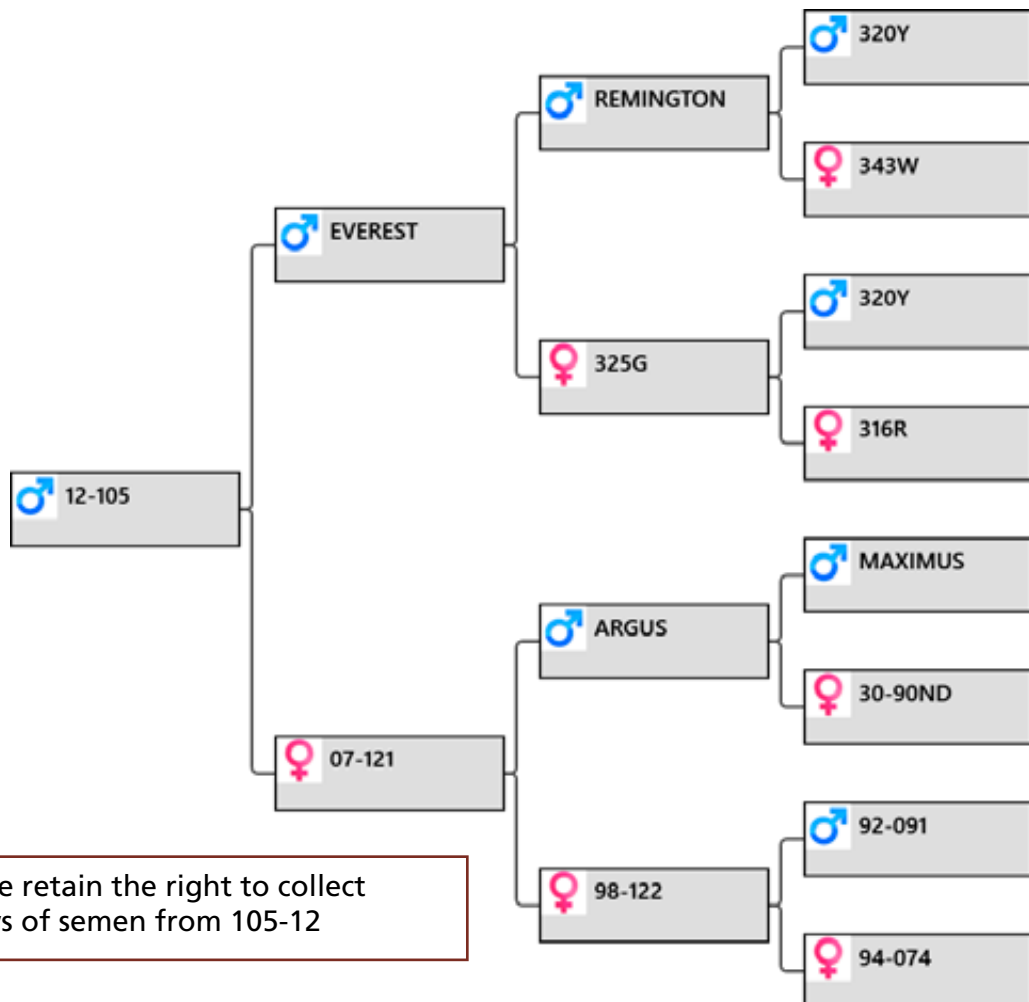 320Y
REMINGTON
343W
EVEREST
320Y
325G
316R
12-105
MAXIMUS
ARGUS
30-90ND
07-121
92-091
98-122
94-074
e retain the right to collect
s of semen from 105-12